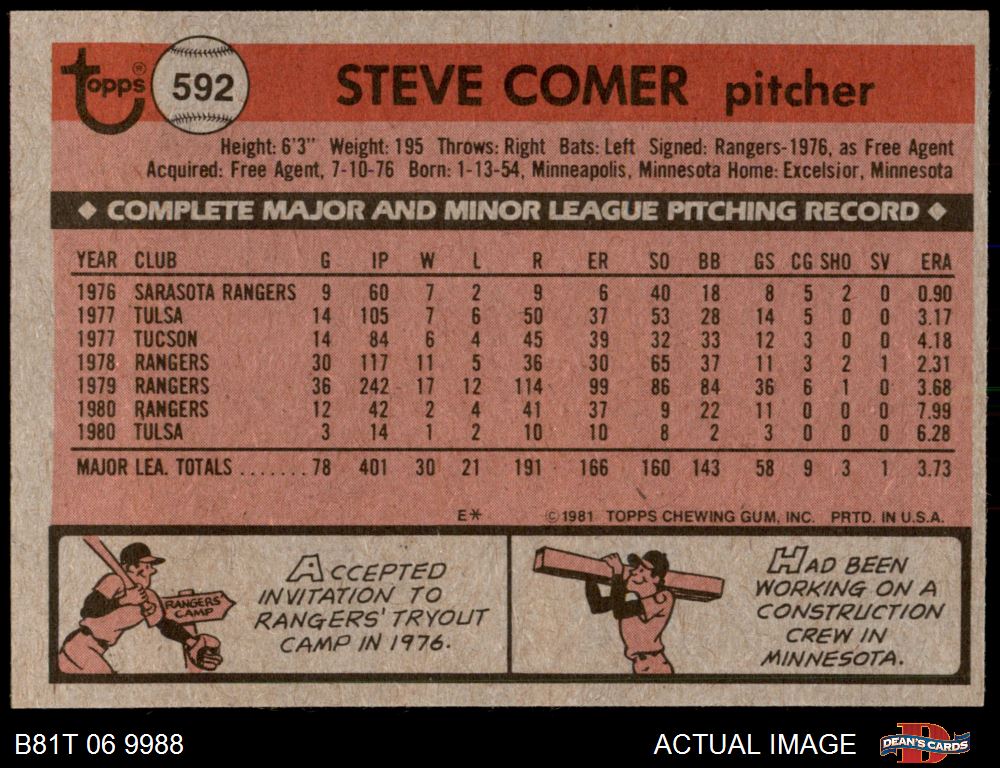 topps® 592 STEVE COMER pitcher
Height: 6'3" Weight: 195 Throws: Right Bats: Left Signed: Rangers-1976, as Free Agent
Acquired: Free Agent, 7-10-76 Born: 1-13-54, Minneapolis, Minnesota Home: Excelsior, Minnesota
◆ COMPLETE MAJOR AND MINOR LEAGUE PITCHING RECORD ◆
YEAR CLUB G IP W L R ER SO BB GS CG SHO SV ERA
1976 SARASOTA RANGERS 9 60 7 2 9 6 40 18 8 5 2 0 0.90
1977 TULSA 14 105 7 6 50 37 53 28 14 5 0 0 3.17
1977 TUCSON 14 84 6 4 45 39 32 33 12 3 0 0 4.18
1978 RANGERS 30 117 11 5 36 30 65 37 11 3 2 1 2.31
1979 RANGERS 36 242 17 12 114 99 86 84 36 6 1 0 3.68
1980 RANGERS 12 42 2 4 41 37 9 22 11 0 0 0 7.99
1980 TULSA 3 14 1 2 10 10 8 2 3 0 0 0 6.28
MAJOR LEA. TOTALS ....... 78 401 30 21 191 166 160 143 58 9 3 1 3.73
E* © 1981 TOPPS CHEWING GUM, INC. PRTD. IN U.S.A.
RANGERS'
CAMP
ACCEPTED
INVITATION TO
RANGERS' TRYOUT
CAMP IN 1976.
HAD BEEN
WORKING ON A
CONSTRUCTION
CREW IN
MINNESOTA.
B81T 06 9988 ACTUAL IMAGE DEAN'S CARDS